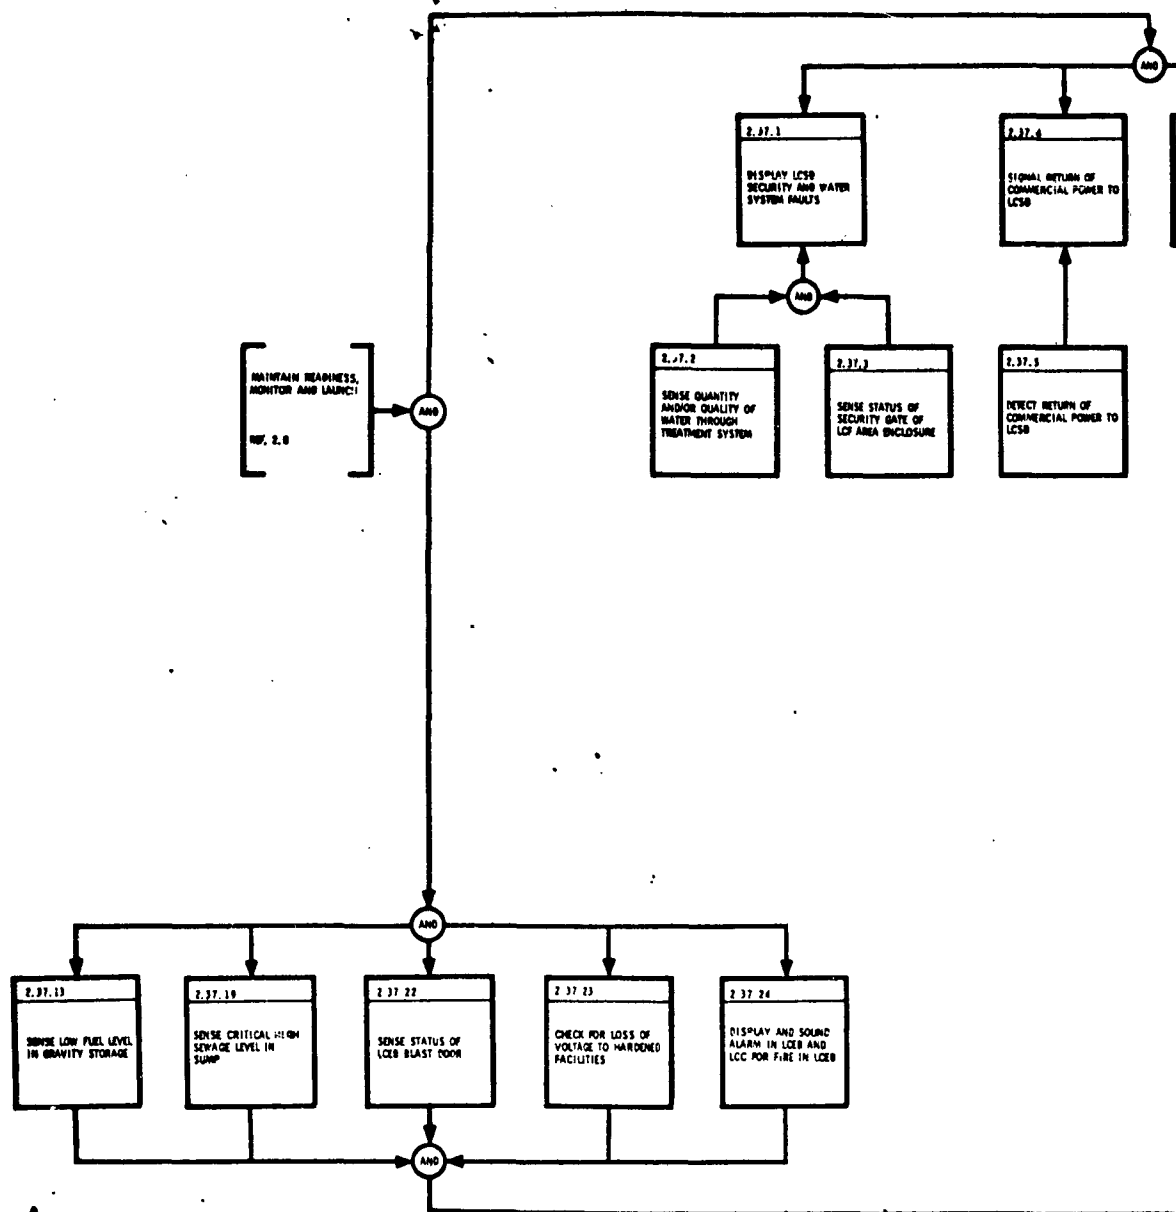 AND
2.37.1
DISPLAY LCSB
SECURITY AND WATER
SYSTEM FAULTS
2.37.4
SIGNAL RETURN OF
COMMERCIAL POWER TO
LCSB
AND
2.37.2
SENSE QUANTITY
AND/OR QUALITY OF
WATER THROUGH
TREATMENT SYSTEM
2.37.3
SENSE STATUS OF
SECURITY GATE OF
LCF AREA ENCLOSURE
2.37.5
DETECT RETURN OF
COMMERCIAL POWER TO
LCSB
MAINTAIN READINESS,
MONITOR AND LAUNCH
REF. 2.0
AND
AND
2.37.13
SENSE LOW FUEL LEVEL
IN GRAVITY STORAGE
2.37.19
SENSE CRITICAL HIGH
SEWAGE LEVEL IN
SUMP
2 37 22
SENSE STATUS OF
LCEB BLAST DOOR
2 37 23
CHECK FOR LOSS OF
VOLTAGE TO HARDENED
FACILITIES
2 37 24
DISPLAY AND SOUND
ALARM IN LCEB AND
LCC FOR FIRE IN LCEB
AND